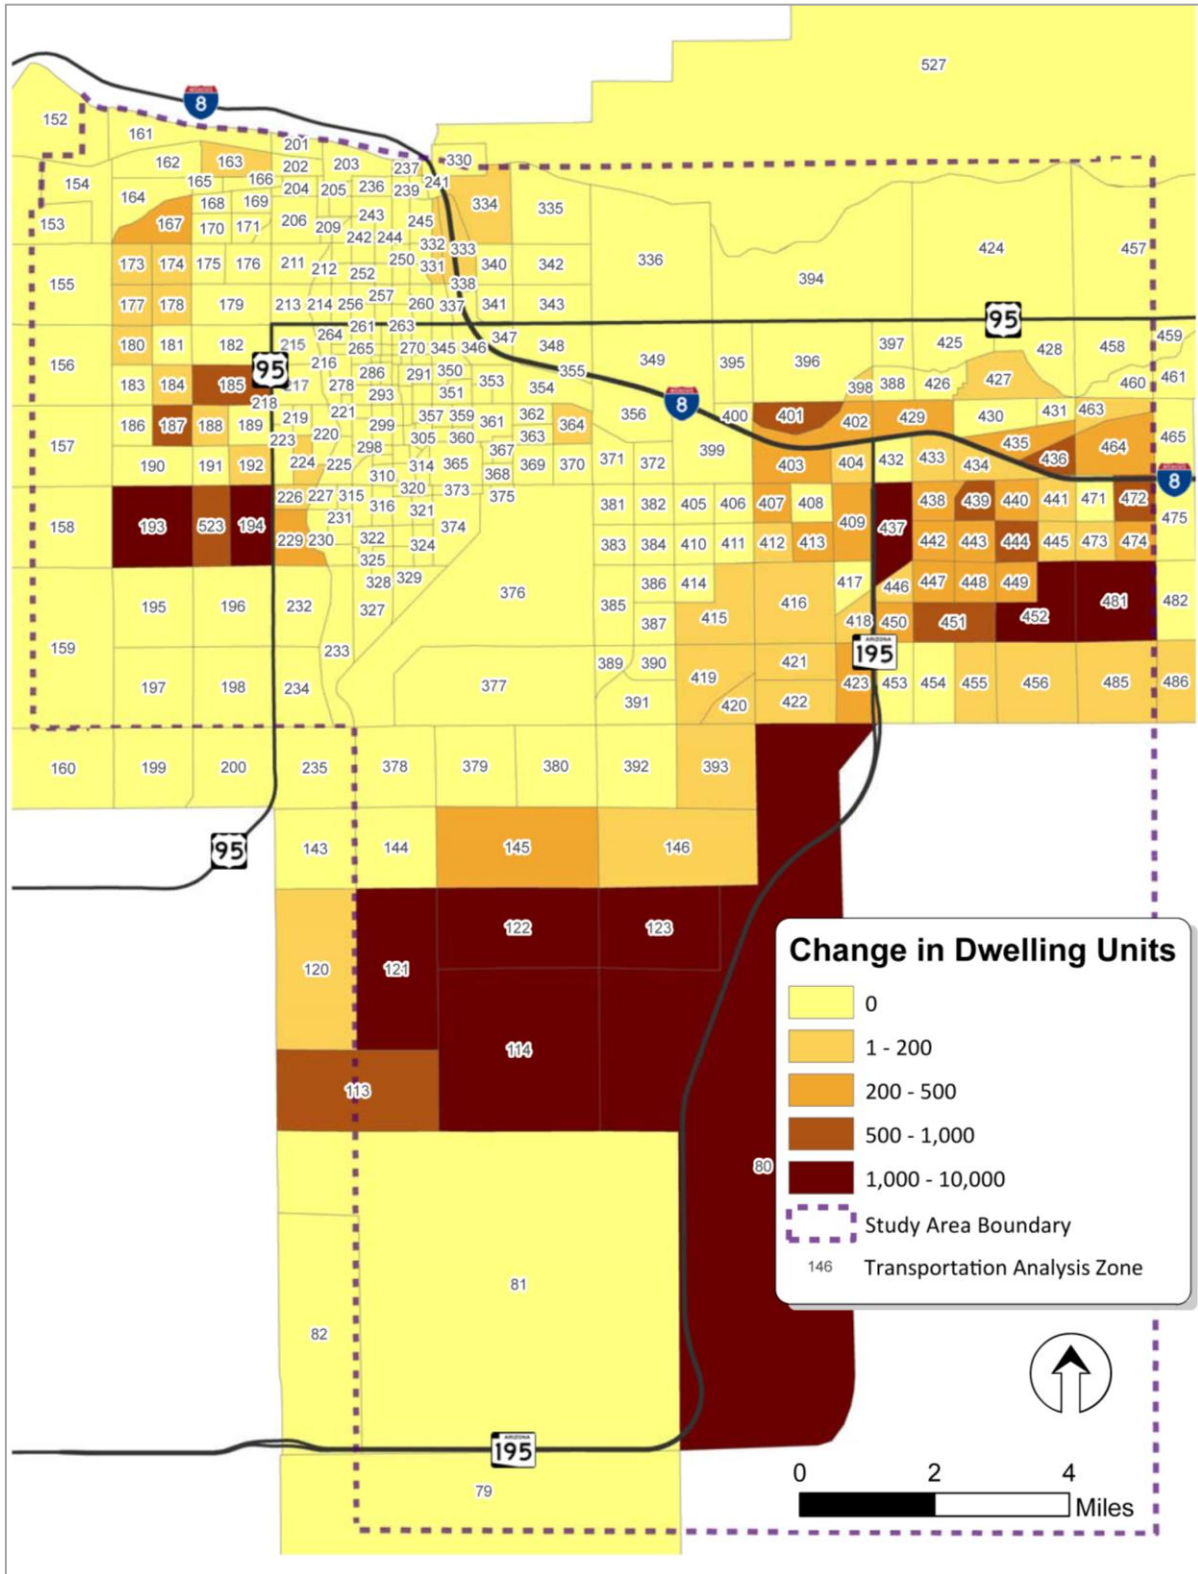 527
152
8
161
201
162 163 202 203 237 330
154 165 166 204 205 236 239 241
164 168 169 334 335
153 167 170 171 206 209 243 245
242 244 332 333 336 424 457
173 174 175 176 211 212 252 250 331 340 342 394
155 338
177 178 179 213 214 256 257 260 337 341 343
95
261 263
180 181 182 215 264 265 270 345 346 347 348 397 425 428 458 459
156 95 216 286 291 350 355 349 395 396
183 184 185 217 278 293 351 353 354 8 398 388 426 427 460 461
218
186 187 188 189 219 221 299 357 359 361 362 364 356 400 401 402 429 430 431 463
157 223 220 298 305 360 363 435 464 465
190 191 192 224 225 310 314 365 367 368 369 370 371 372 399 403 404 432 433 434 436
8
193 523 194 226 227 315 316 320 321 373 375 381 382 405 406 407 408 409 437 438 439 440 441 471 472 475
158 229 230 231 322 324 374 383 384 410 411 412 413 442 443 444 445 473 474
325
195 196 232 328 329 327 376 385 386 414 416 417 446 447 448 449 452 481 482
387 415 418 450 451
159 233 ARIZONA
195
197 198 234 377 389 390 391 419 420 421 422 423 453 454 455 456 485 486
160 199 200 235 378 379 380 392 393
95
143 144 145 146
122 123
120 121
114
113
80
81
82
ARIZONA
195
79
Change in Dwelling Units
0
1 - 200
200 - 500
500 - 1,000
1,000 - 10,000
Study Area Boundary
146 Transportation Analysis Zone
0 2 4
Miles